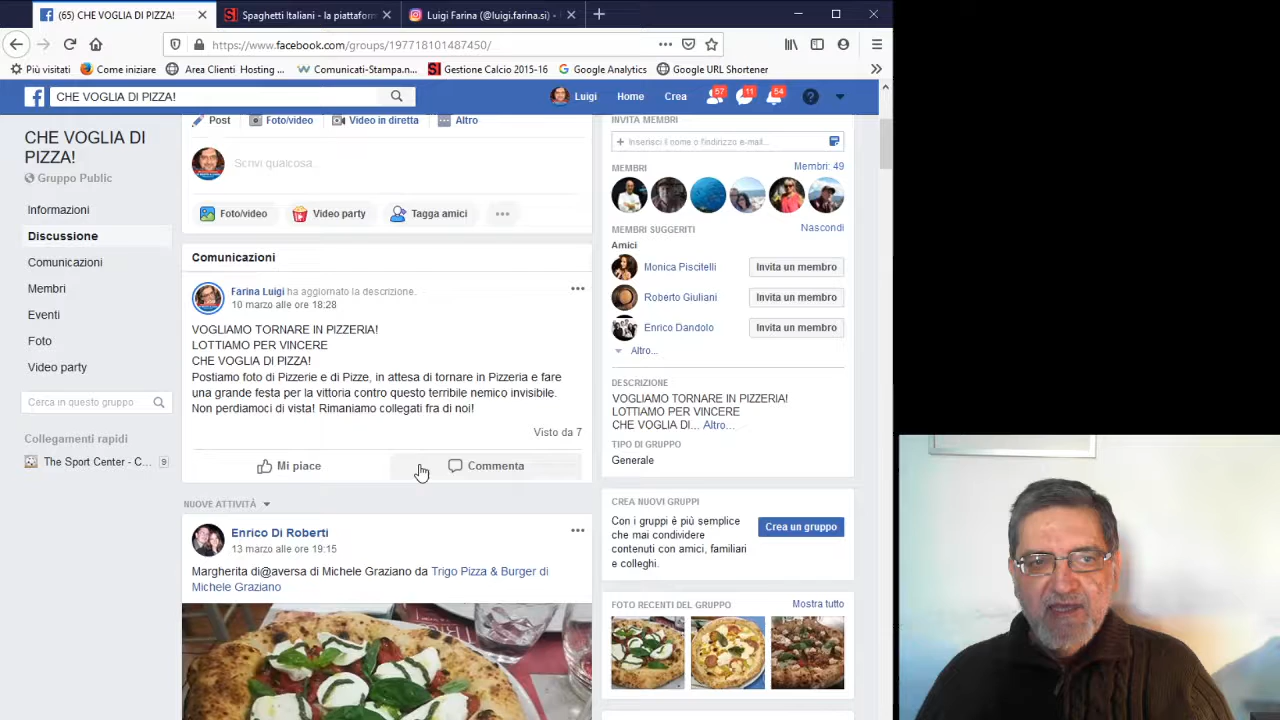 (65) CHE VOGLIA DI PIZZA!
Spaghetti Italiani - la piattaform
Luigi Farina (@luigi.farina.si) •
https://www.facebook.com/groups/197718101487450/
Più visitati
Come iniziare
Area Clienti Hosting ...
Comunicati-Stampa.n...
Gestione Calcio 2015-16
Google Analytics
Google URL Shortener
CHE VOGLIA DI PIZZA!
Luigi
Home
Crea
57
11
54
CHE VOGLIA DI
PIZZA!
Gruppo Public
Informazioni
Discussione
Comunicazioni
Membri
Eventi
Foto
Video party
Cerca in questo gruppo
Collegamenti rapidi
The Sport Center - C... 9
Post
Foto/video
Video in diretta
Altro
Scrivi qualcosa
Foto/video
Video party
Tagga amici
Comunicazioni
Farina Luigi ha aggiornato la descrizione.
10 marzo alle ore 18:28
VOGLIAMO TORNARE IN PIZZERIA!
LOTTIAMO PER VINCERE
CHE VOGLIA DI PIZZA!
Postiamo foto di Pizzerie e di Pizze, in attesa di tornare in Pizzeria e fare
una grande festa per la vittoria contro questo terribile nemico invisibile.
Non perdiamoci di vista! Rimaniamo collegati fra di noi!
Visto da 7
Mi piace
Commenta
NUOVE ATTIVITÀ
Enrico Di Roberti
13 marzo alle ore 19:15
Margherita di@aversa di Michele Graziano da Trigo Pizza & Burger di
Michele Graziano
INVITA MEMBRI
Inserisci il nome o l'indirizzo e-mail...
MEMBRI
Membri: 49
MEMBRI SUGGERITI
Nascondi
Amici
Monica Piscitelli
Invita un membro
Roberto Giuliani
Invita un membro
Enrico Dandolo
Invita un membro
Altro...
DESCRIZIONE
VOGLIAMO TORNARE IN PIZZERIA!
LOTTIAMO PER VINCERE
CHE VOGLIA DI... Altro...
TIPO DI GRUPPO
Generale
CREA NUOVI GRUPPI
Con i gruppi è più semplice
che mai condividere
contenuti con amici, familiari
e colleghi.
Crea un gruppo
FOTO RECENTI DEL GRUPPO
Mostra tutto